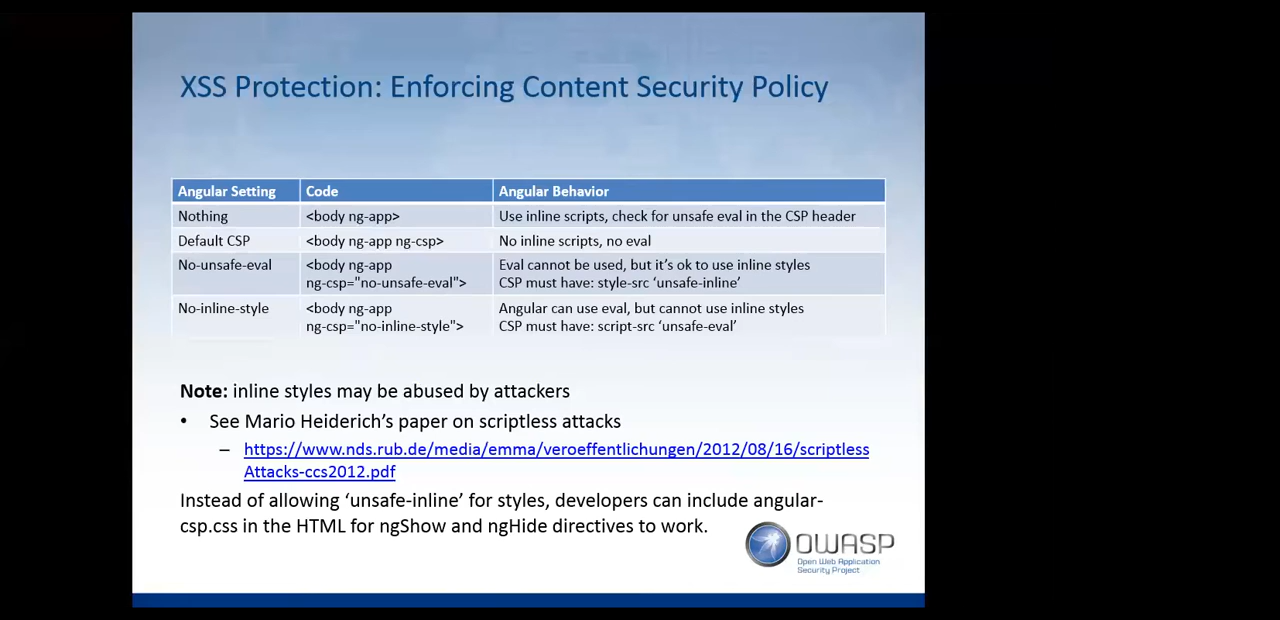 XSS Protection: Enforcing Content Security Policy
Angular Setting Code Angular Behavior
Nothing <body ng-app> Use inline scripts, check for unsafe eval in the CSP header
Default CSP <body ng-app ng-csp> No inline scripts, no eval
No-unsafe-eval <body ng-app Eval cannot be used, but it’s ok to use inline styles
ng-csp="no-unsafe-eval"> CSP must have: style-src ‘unsafe-inline’
No-inline-style <body ng-app Angular can use eval, but cannot use inline styles
ng-csp="no-inline-style"> CSP must have: script-src ‘unsafe-eval’
Note: inline styles may be abused by attackers
• See Mario Heiderich’s paper on scriptless attacks
– https://www.nds.rub.de/media/emma/veroeffentlichungen/2012/08/16/scriptless
Attacks-ccs2012.pdf
Instead of allowing ‘unsafe-inline’ for styles, developers can include angular-
csp.css in the HTML for ngShow and ngHide directives to work.
OWASP
Open Web Application
Security Project